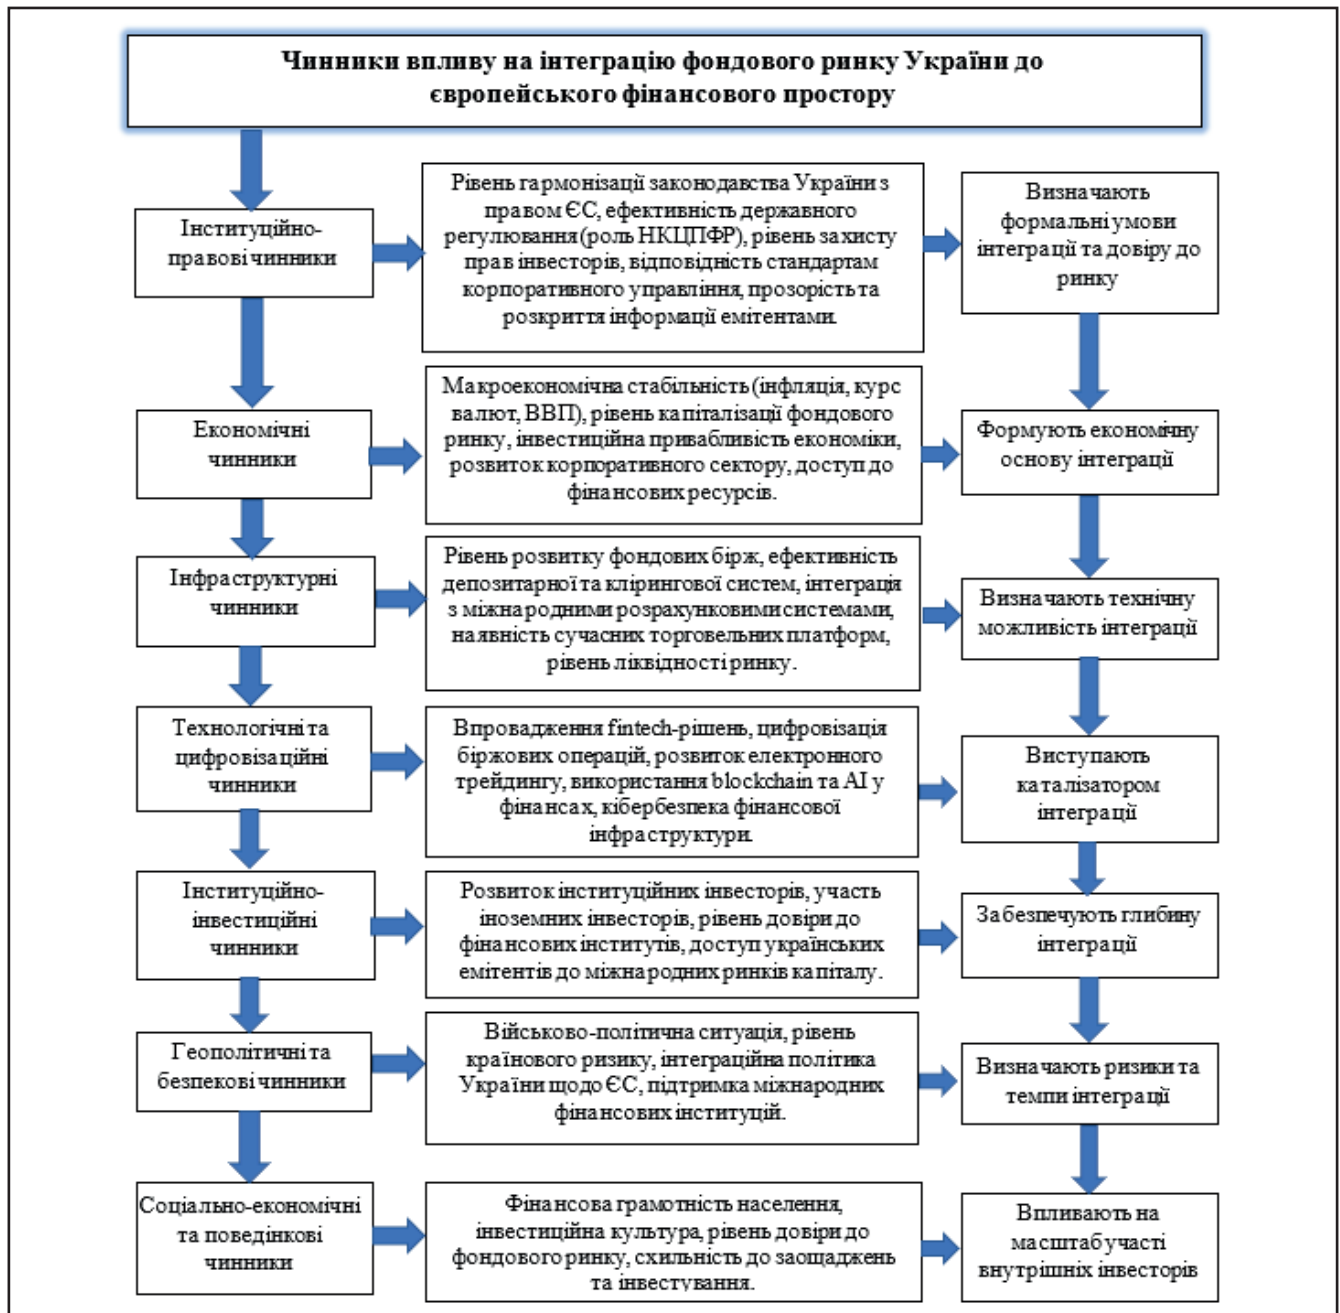 Чинники впливу на інтеграцію фондового ринку України до
європейського фінансового простору
Інституційно-
правові чинники
Рівень гармонізації законодавства України з
правом ЄС, ефективність державного
регулювання (роль НКЦПФР), рівень захисту
прав інвесторів, відповідність стандартам
корпоративного управління, прозорість та
розкриття інформації емітентами.
Визначають
формальні умови
інтеграції та довіру до
ринку
Економічні
чинники
Макроекономічна стабільність (інфляція, курс
валют, ВВП), рівень капіталізації фондового
ринку, інвестиційна привабливість економіки,
розвиток корпоративного сектору, доступ до
фінансових ресурсів.
Формують економічну
основу інтеграції
Інфраструктурні
чинники
Рівень розвитку фондових бірж, ефективність
депозитарної та клірингової систем, інтеграція
з міжнародними розрахунковими системами,
наявність сучасних торговельних платформ,
рівень ліквідності ринку.
Визначають технічну
можливість інтеграції
Технологічні та
цифровізаційні
чинники
Впровадження fintech-рішень, цифровізація
біржових операцій, розвиток електронного
трейдингу, використання blockchain та AI у
фінансах, кібербезпека фінансової
інфраструктури.
Виступають
каталізатором
інтеграції
Інституційно-
інвестиційні
чинники
Розвиток інституційних інвесторів, участь
іноземних інвесторів, рівень довіри до
фінансових інститутів, доступ українських
емітентів до міжнародних ринків капіталу.
Забезпечують глибину
інтеграції
Геополітичні та
безпекові чинники
Військово-політична ситуація, рівень
країнового ризику, інтеграційна політика
України щодо ЄС, підтримка міжнародних
фінансових інституцій.
Визначають ризики та
темпи інтеграції
Соціально-економічні
та поведінкові
чинники
Фінансова грамотність населення,
інвестиційна культура, рівень довіри до
фондового ринку, схильність до заощаджень
та інвестування.
Впливають на
масштаб участі
внутрішніх інвесторів